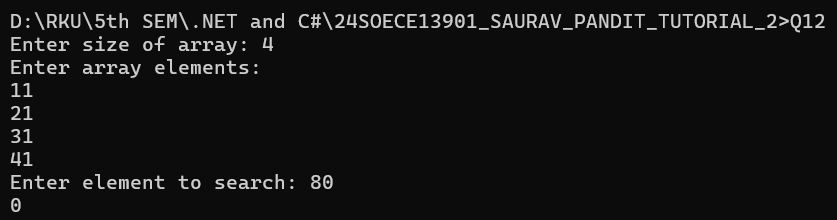 D:\RKU\5th SEM\.NET and C#\24SOECE13901_SAURAV_PANDIT_TUTORIAL_2>Q12
Enter size of array: 4
Enter array elements:
11
21
31
41
Enter element to search: 80
0